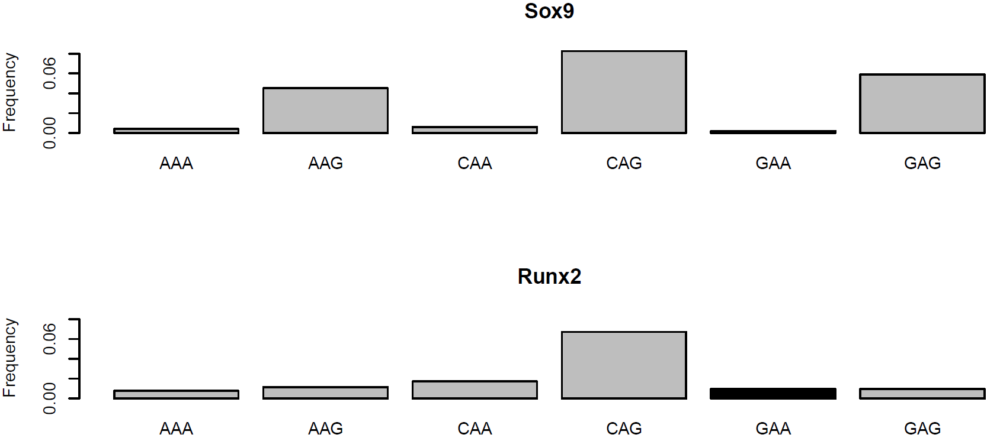 Sox9
Frequency
0.06
0.00
AAA AAG CAA CAG GAA GAG
Runx2
Frequency
0.06
0.00
AAA AAG CAA CAG GAA GAG